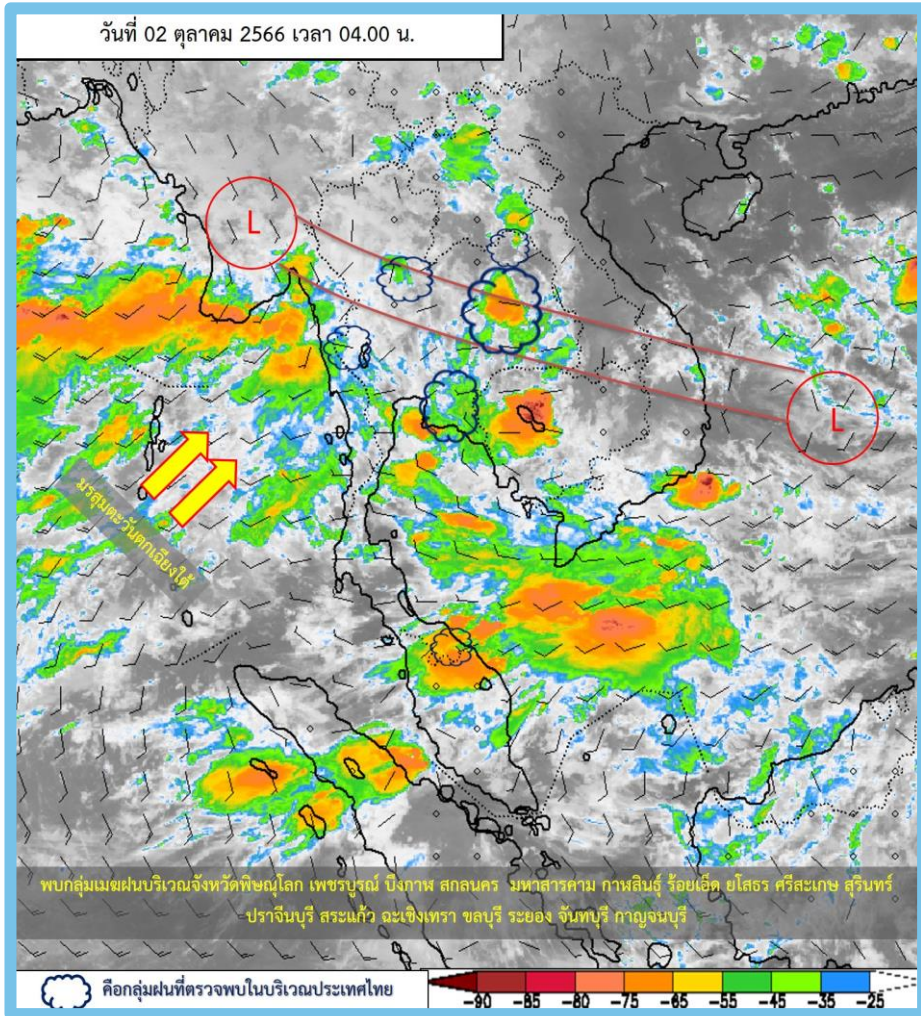 วันที่ 02 ตุลาคม 2566 เวลา 04.00 น.
L
L
มรสุมตะวันตกเฉียงใต้
พบกลุ่มเมฆฝนบริเวณจังหวัดพิษณุโลก เพชรบูรณ์ บึงกาฬ สกลนคร มหาสารคาม กาฬสินธุ์ ร้อยเอ็ด ยโสธร ศรีสะเกษ สุรินทร์
ปราจีนบุรี สระแก้ว ฉะเชิงเทรา ชลบุรี ระยอง จันทบุรี กาญจนบุรี
คือกลุ่มฝนที่ตรวจพบในบริเวณประเทศไทย
-90 -85 -80 -75 -65 -55 -45 -35 -25